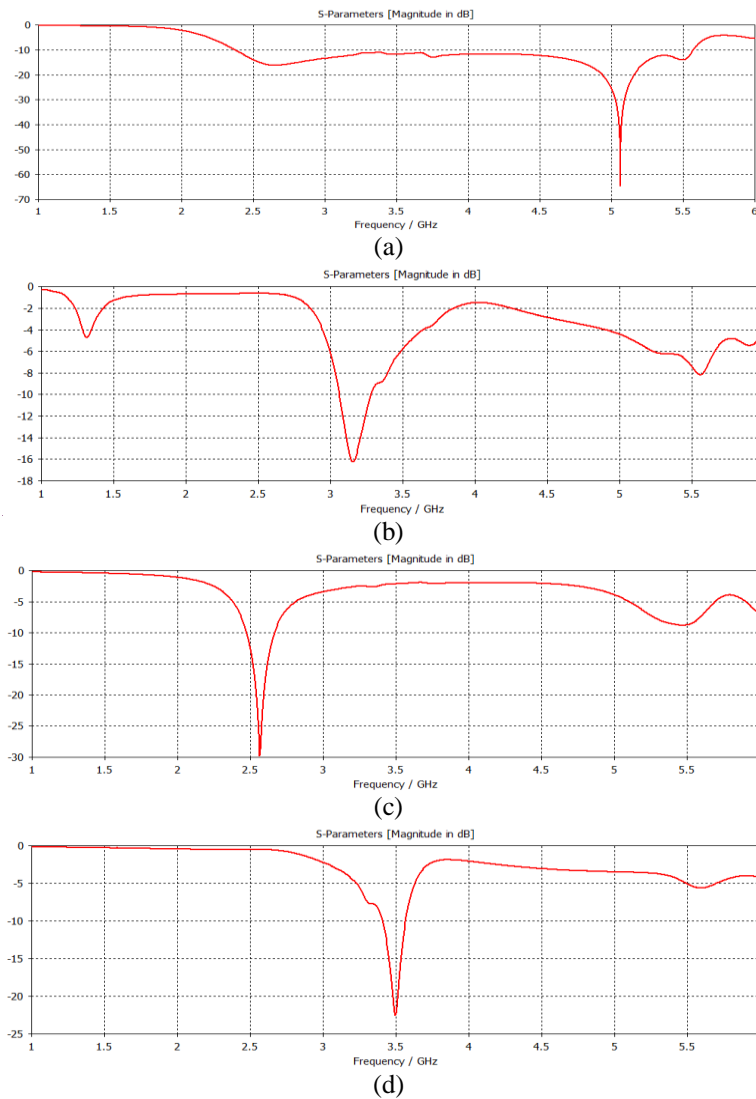 S-Parameters [Magnitude in dB]
0
-10
-20
-30
-40
-50
-60
-70
1 1.5 2 2.5 3 3.5 4 4.5 5 5.5 6
Frequency / GHz
(a)
S-Parameters [Magnitude in dB]
0
-2
-4
-6
-8
-10
-12
-14
-16
-18
1 1.5 2 2.5 3 3.5 4 4.5 5 5.5
Frequency / GHz
(b)
S-Parameters [Magnitude in dB]
0
-5
-10
-15
-20
-25
-30
1 1.5 2 2.5 3 3.5 4 4.5 5 5.5
Frequency / GHz
(c)
S-Parameters [Magnitude in dB]
0
-5
-10
-15
-20
-25
1 1.5 2 2.5 3 3.5 4 4.5 5 5.5
Frequency / GHz
(d)